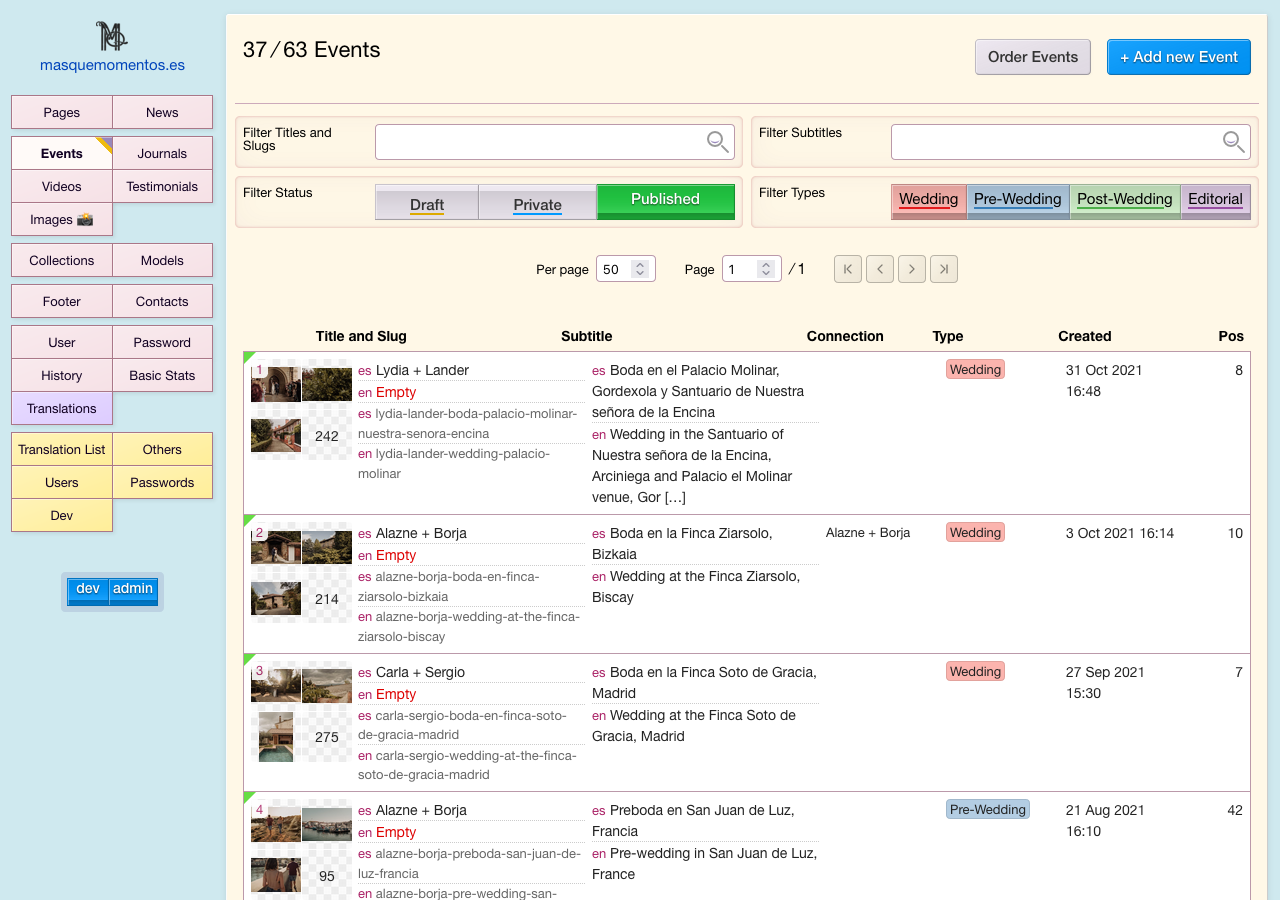 masquemomentos.es
Pages
News
Events
Journals
Videos
Testimonials
Images 📸
Collections
Models
Footer
Contacts
User
Password
History
Basic Stats
Translations
Translation List
Others
Users
Passwords
Dev
dev
admin
37 / 63 Events
Order Events
+ Add new Event
Filter Titles and
Slugs
Filter Subtitles
Filter Status
Draft
Private
Published
Filter Types
Wedding
Pre-Wedding
Post-Wedding
Editorial
Per page 50
Page 1 / 1
Title and Slug
Subtitle
Connection
Type
Created
Pos
1
242
es Lydia + Lander
en Empty
es lydia-lander-boda-palacio-molinar-
nuestra-senora-encina
en lydia-lander-wedding-palacio-
molinar
es Boda en el Palacio Molinar,
Gordexola y Santuario de Nuestra
señora de la Encina
en Wedding in the Santuario of
Nuestra señora de la Encina,
Arciniega and Palacio el Molinar
venue, Gor […]
Wedding
31 Oct 2021
16:48
8
2
214
es Alazne + Borja
en Empty
es alazne-borja-boda-en-finca-
ziarsolo-bizkaia
en alazne-borja-wedding-at-the-finca-
ziarsolo-biscay
es Boda en la Finca Ziarsolo,
Bizkaia
en Wedding at the Finca Ziarsolo,
Biscay
Alazne + Borja
Wedding
3 Oct 2021 16:14
10
3
275
es Carla + Sergio
en Empty
es carla-sergio-boda-en-finca-soto-
de-gracia-madrid
en carla-sergio-wedding-at-the-finca-
soto-de-gracia-madrid
es Boda en la Finca Soto de Gracia,
Madrid
en Wedding at the Finca Soto de
Gracia, Madrid
Wedding
27 Sep 2021
15:30
7
4
95
es Alazne + Borja
en Empty
es alazne-borja-preboda-san-juan-de-
luz-francia
en alazne-borja-pre-wedding-san-
es Preboda en San Juan de Luz,
Francia
en Pre-wedding in San Juan de Luz,
France
Pre-Wedding
21 Aug 2021
16:10
42